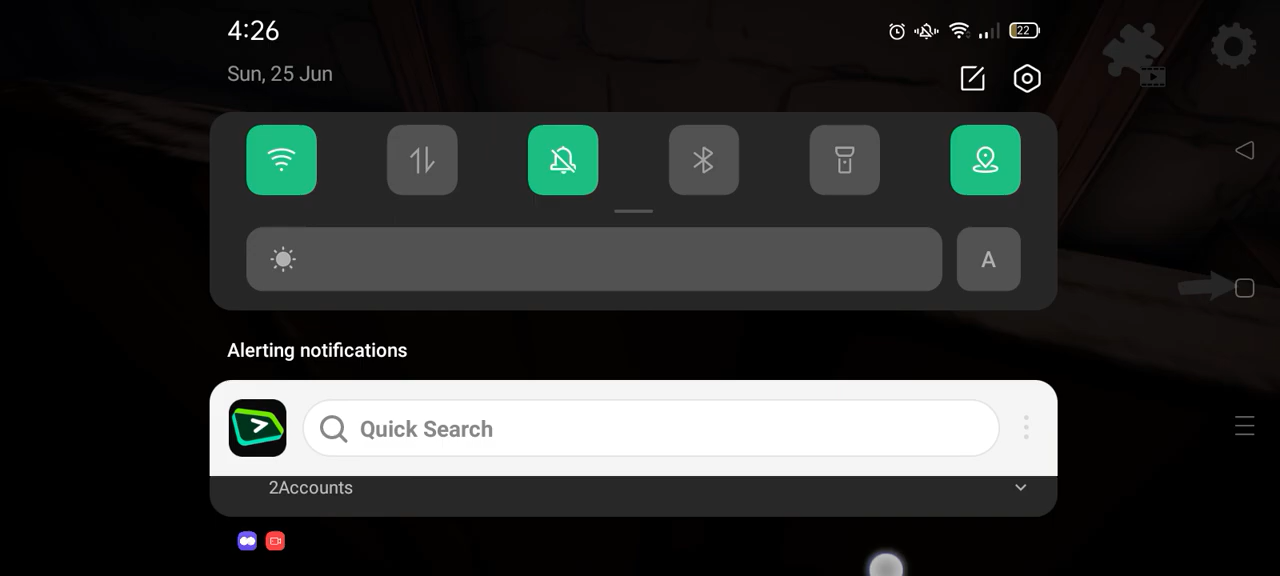 4:26
22
Sun, 25 Jun
A
Alerting notifications
Quick Search
2Accounts